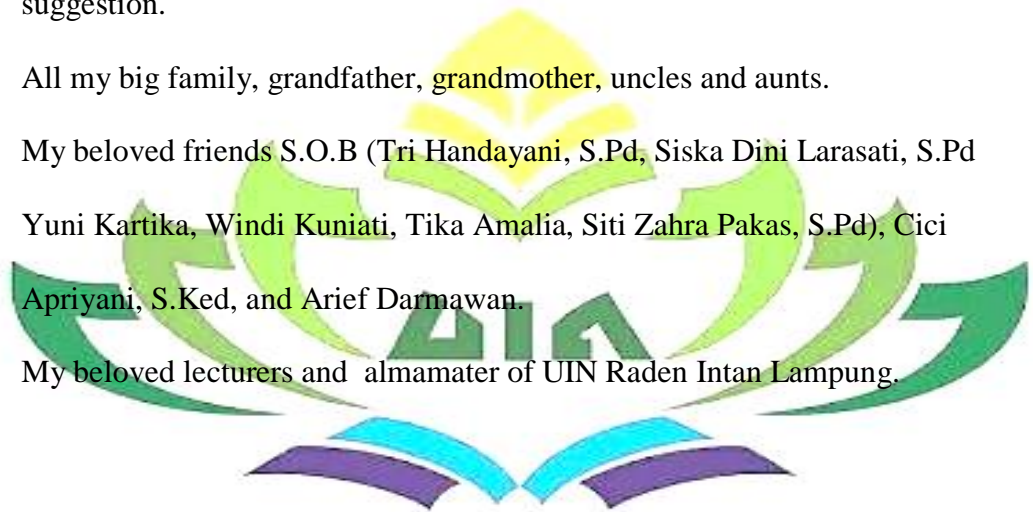 suggestion.
All my big family, grandfather, grandmother, uncles and aunts.
My beloved friends S.O.B (Tri Handayani, S.Pd, Siska Dini Larasati, S.Pd
Yuni Kartika, Windi Kuniati, Tika Amalia, Siti Zahra Pakas, S.Pd), Cici
Apriyani, S.Ked, and Arief Darmawan.
UIN
My beloved lecturers and almamater of UIN Raden Intan Lampung.